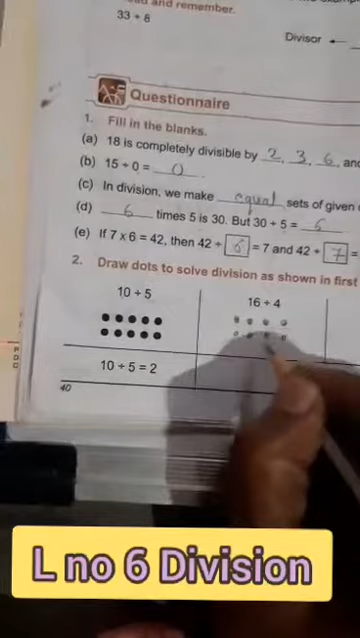 and remember.
33 ÷ 8
Divisor
Questionnaire
1. Fill in the blanks.
(a) 18 is completely divisible by 2, 3, 6, and
(b) 15 ÷ 0 = 0.
(c) In division, we make equal sets of given
(d) 6 times 5 is 30. But 30 ÷ 5 = 6
(e) If 7 x 6 = 42, then 42 ÷ 6 = 7 and 42 ÷ 7 =
2. Draw dots to solve division as shown in first
10 ÷ 5
16 ÷ 4
10 ÷ 5 = 2
40
L no 6 Division